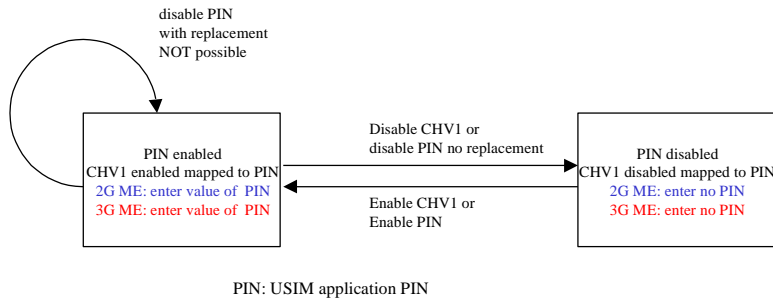 disable PIN
with replacement
NOT possible
PIN enabled
CHV1 enabled mapped to PIN
2G ME: enter value of PIN
3G ME: enter value of PIN
Disable CHV1 or
disable PIN no replacement
Enable CHV1 or
Enable PIN
PIN disabled
CHV1 disabled mapped to PIN
2G ME: enter no PIN
3G ME: enter no PIN
PIN: USIM application PIN